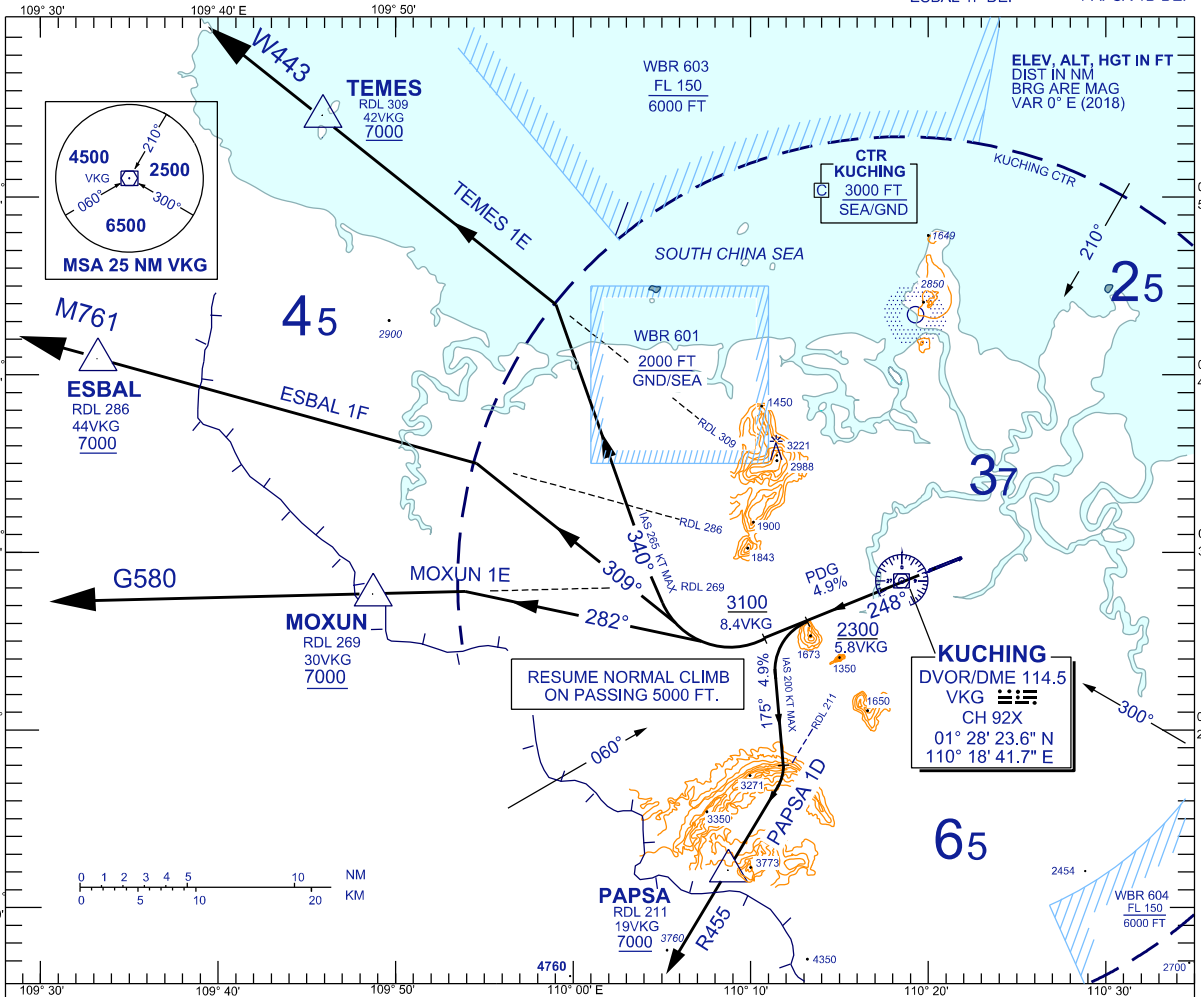 109° 30'
109° 40' E
109° 50'
110° 00' E
110° 10'
110° 20'
W443
TEMES
RDL 309
42VKG
7000
WBR 603
FL 150
6000 FT
ELEV, ALT, HGT IN FT
DIST IN NM
BRG ARE MAG
VAR 0° E (2018)
210°
4500
VKG
2500
060°
300°
6500
MSA 25 NM VKG
CTR
KUCHING
C
3000 FT
SEA/GND
KUCHING CTR
TEMES 1E
SOUTH CHINA SEA
1649
210°
2850
25
M761
45
2900
WBR 601
2000 FT
GND/SEA
ESBAL
RDL 286
44VKG
7000
ESBAL 1F
1450
RDL 309
3221
2988
37
IAS 265 KT MAX
340°
RDL 286
1900
1843
309°
G580
MOXUN 1E
RDL 269
PDG
4.9%
248°
MOXUN
RDL 269
30VKG
7000
282°
3100
8.4VKG
2300
5.8VKG
1673
1350
RESUME NORMAL CLIMB
ON PASSING 5000 FT.
175° 4.9%
IAS 200 KT MAX
RDL 211
1650
KUCHING
DVOR/DME 114.5
VKG
CH 92X
01° 28' 23.6" N
110° 18' 41.7" E
300°
060°
3271
3350
PAPSA 1D
3773
65
0 1 2 3 4 5 10 NM
0 5 10 20 KM
PAPSA
RDL 211
19VKG
7000
3760
R455
4760
4350
2454
WBR 604
FL 150
6000 FT
2700
109° 30'
109° 40' E
109° 50'
110° 00' E
110° 10'
110° 20'
110° 30'